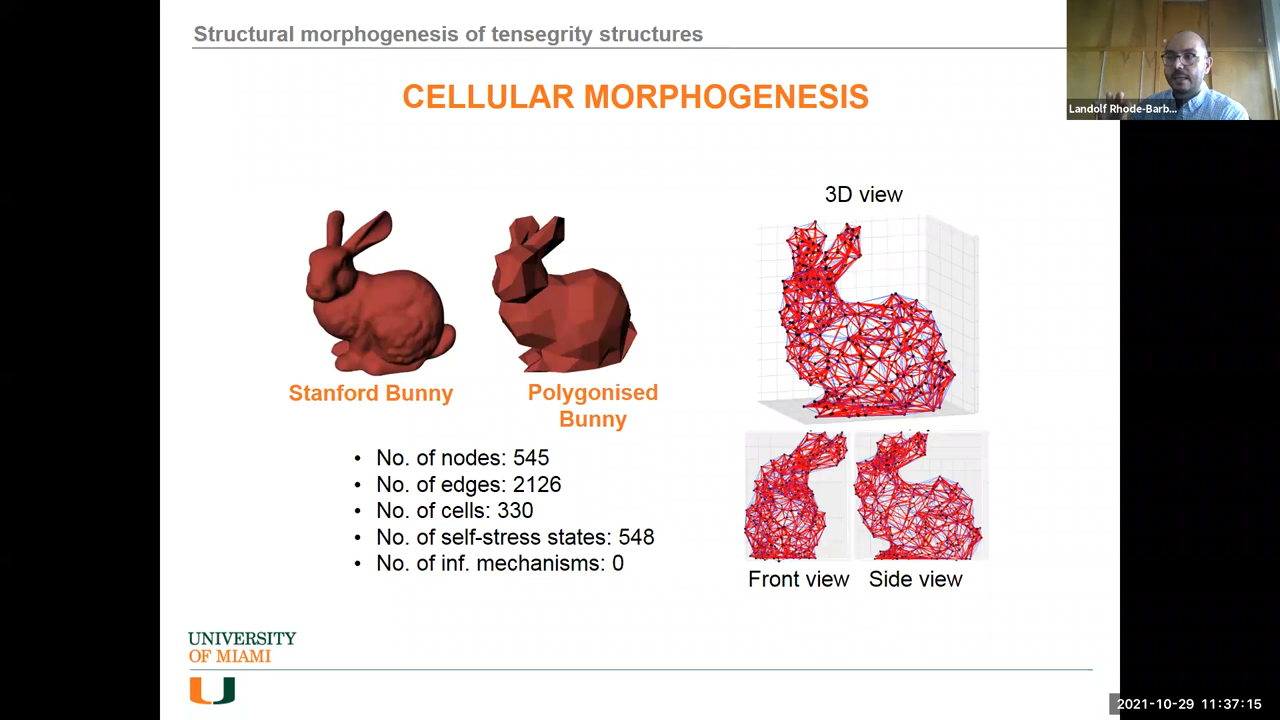 Structural morphogenesis of tensegrity structures
Landolf Rhode-Barb...
CELLULAR MORPHOGENESIS
3D view
Stanford Bunny
Polygonised
Bunny
• No. of nodes: 545
• No. of edges: 2126
• No. of cells: 330
• No. of self-stress states: 548
• No. of inf. mechanisms: 0
Front view
Side view
UNIVERSITY
OF MIAMI
2021-10-29 11:37:15